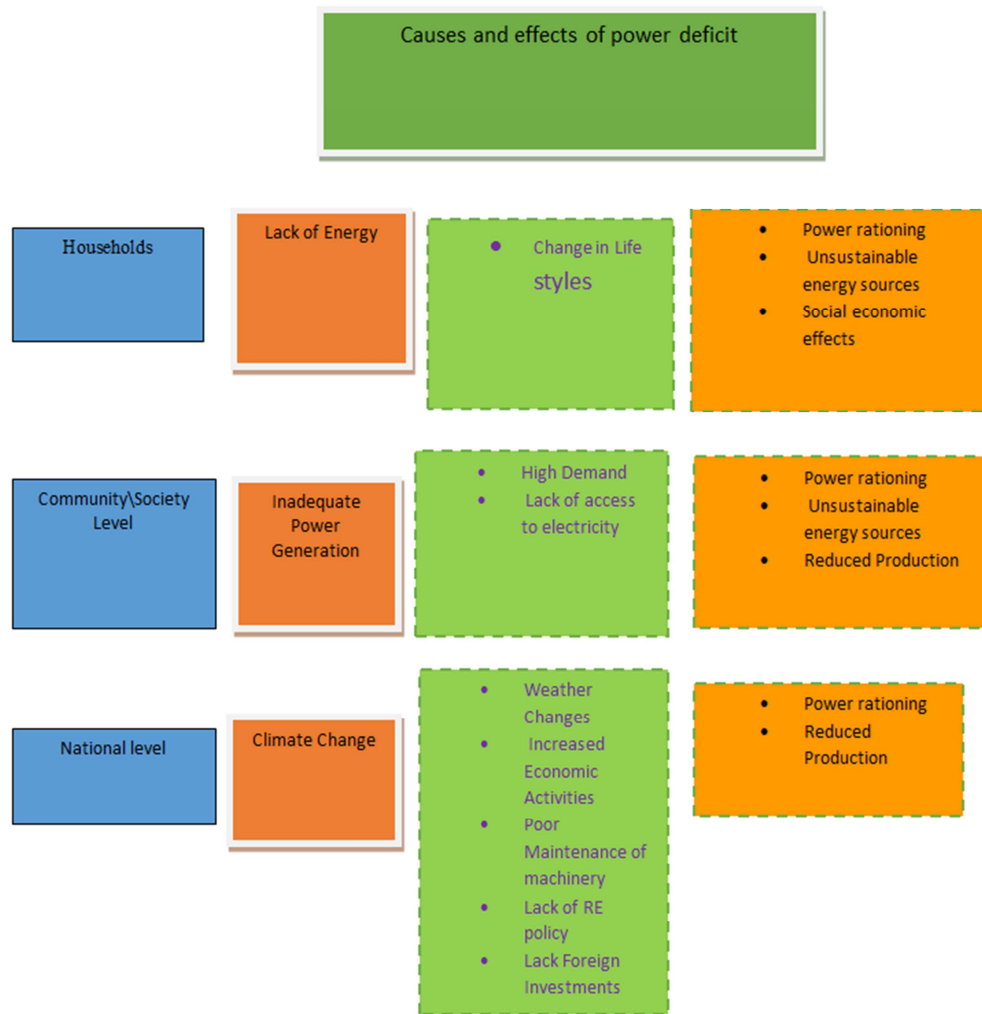 Causes and effects of power deficit
Households
Lack of Energy
• Change in Life
styles
• Power rationing
• Unsustainable
energy sources
• Social economic
effects
Community\Society
Level
Inadequate
Power
Generation
• High Demand
• Lack of access
to electricity
• Power rationing
• Unsustainable
energy sources
• Reduced Production
National level
Climate Change
• Weather
Changes
• Increased
Economic
Activities
• Poor
Maintenance of
machinery
• Lack of RE
policy
• Lack Foreign
Investments
• Power rationing
• Reduced
Production